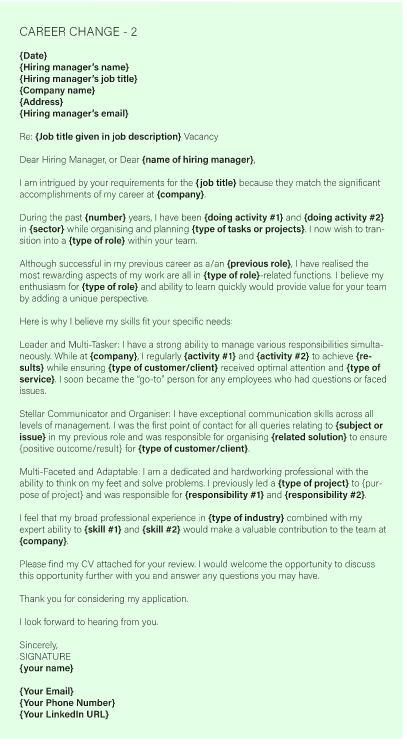 CAREER CHANGE - 2
{Date}
{Hiring manager's name}
{Hiring manager's job title}
{Company name}
{Address}
{Hiring manager's email}
Re: {Job title given in job description} Vacancy
Dear Hiring Manager, or Dear {name of hiring manager},
I am intrigued by your requirements for the {job title} because they match the significant
accomplishments of my career at {company}.
During the past {number} years, I have been {doing activity #1} and {doing activity #2}
in {sector} while organising and planning {type of tasks or projects}. I now wish to tran-
sition into a {type of role} within your team.
Although successful in my previous career as a/an {previous role}, I have realised the
most rewarding aspects of my work are all in {type of role}-related functions. I believe my
enthusiasm for {type of role} and ability to learn quickly would provide value for your team
by adding a unique perspective.
Here is why I believe my skills fit your specific needs:
Leader and Multi-Tasker: I have a strong ability to manage various responsibilities simulta-
neously. While at {company}, I regularly {activity #1} and {activity #2} to achieve {re-
sults} while ensuring {type of customer/client} received optimal attention and {type of
service}. I soon became the "go-to" person for any employees who had questions or faced
issues.
Stellar Communicator and Organiser: I have exceptional communication skills across all
levels of management. I was the first point of contact for all queries relating to {subject or
issue} in my previous role and was responsible for organising {related solution} to ensure
{positive outcome/result} for {type of customer/client}.
Multi-Faceted and Adaptable: I am a dedicated and hardworking professional with the
ability to think on my feet and solve problems. I previously led a {type of project} to {pur-
pose of project} and was responsible for {responsibility #1} and {responsibility #2}.
I feel that my broad professional experience in {type of industry} combined with my
expert ability to {skill #1} and {skill #2} would make a valuable contribution to the team at
{company}.
Please find my CV attached for your review. I would welcome the opportunity to discuss
this opportunity further with you and answer any questions you may have.
Thank you for considering my application.
I look forward to hearing from you.
Sincerely,
SIGNATURE
{your name}
{Your Email}
{Your Phone Number}
{Your LinkedIn URL}